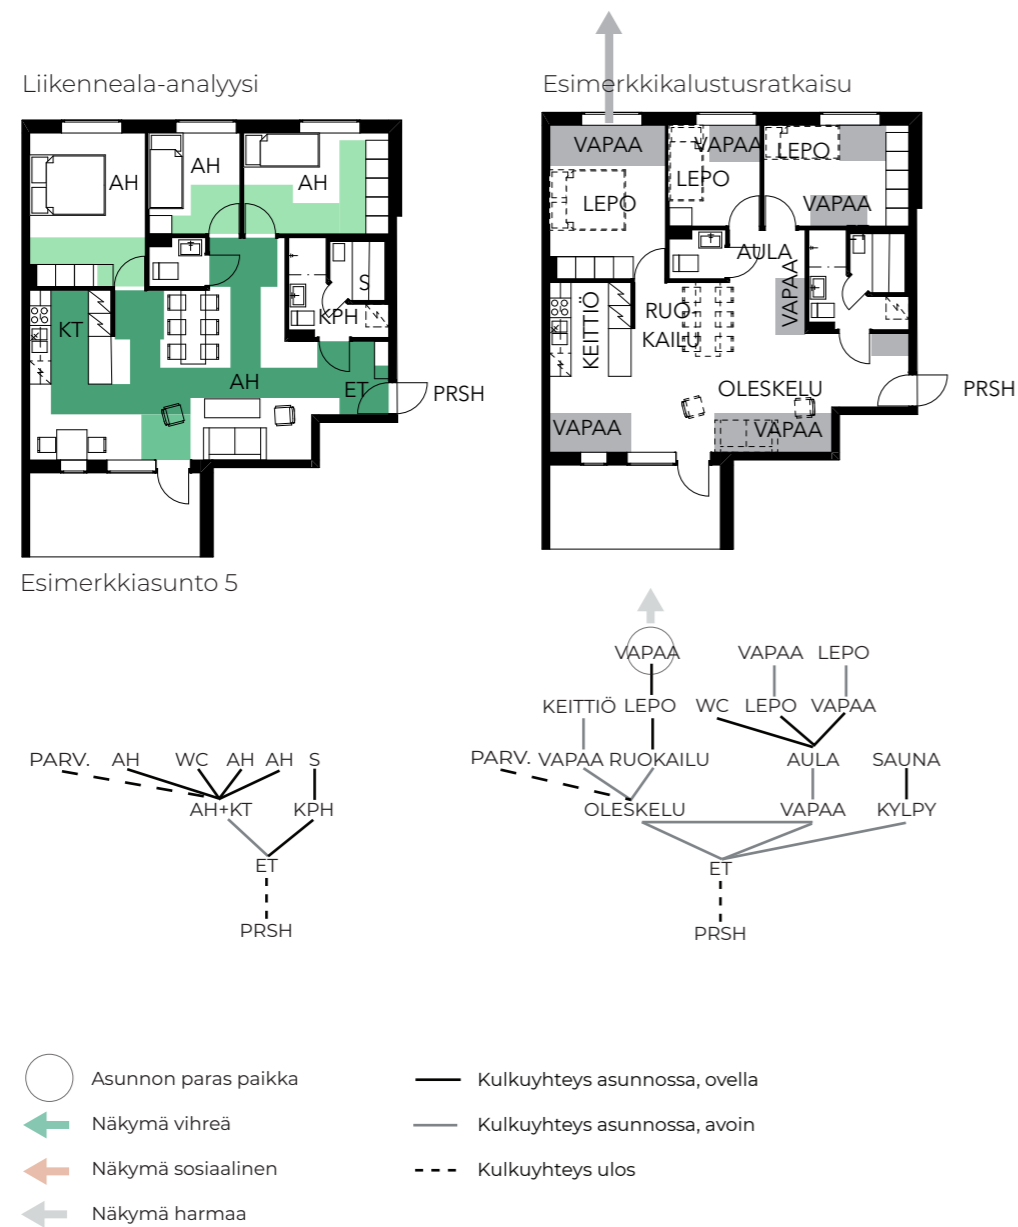 Liikenneala-analyysi
Esimerkkikalustusratkaisu
AH
AH
AH
S
KPH
KT
AH
ET
PRSH
VAPAA
VAPAA
LEPO
LEPO
LEPO
VAPAA
AULA
VAPAA
KEITTIÖ
RUO-
KAILU
OLESKELU
PRSH
VAPAA
VAPAA
Esimerkkiasunto 5
PARV. AH WC AH AH S
AH+KT KPH
ET
PRSH
VAPAA VAPAA LEPO
KEITTIÖ LEPO WC LEPO VAPAA
PARV. VAPAA RUOKAILU AULA SAUNA
OLESKELU VAPAA KYLPY
ET
PRSH
Asunnon paras paikka
Näkymä vihreä
Näkymä sosiaalinen
Näkymä harmaa
Kulkuyhteys asunnossa, ovella
Kulkuyhteys asunnossa, avoin
Kulkuyhteys ulos